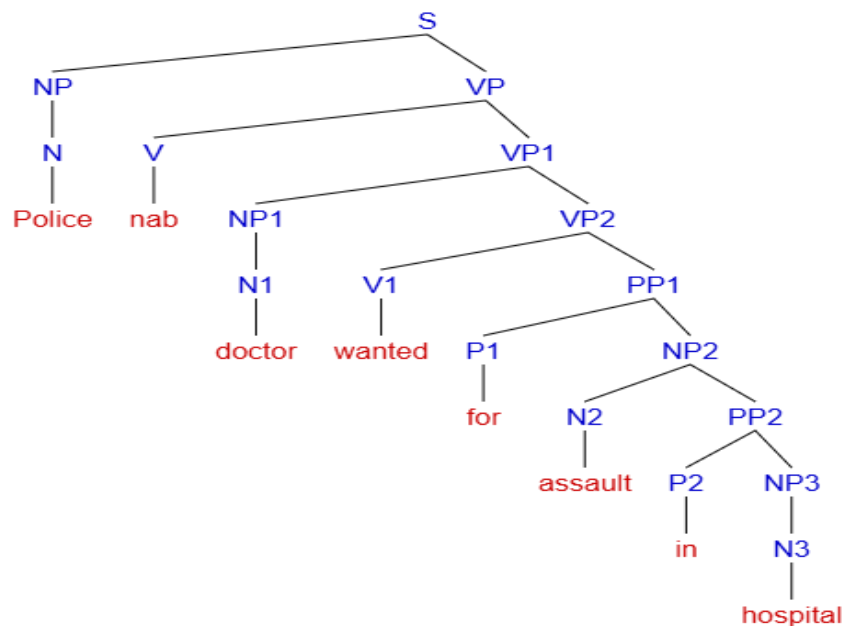 S
NP VP
N V VP1
Police nab NP1 VP2
N1 V1 PP1
doctor wanted P1 NP2
for N2 PP2
assault P2 NP3
in N3
hospital